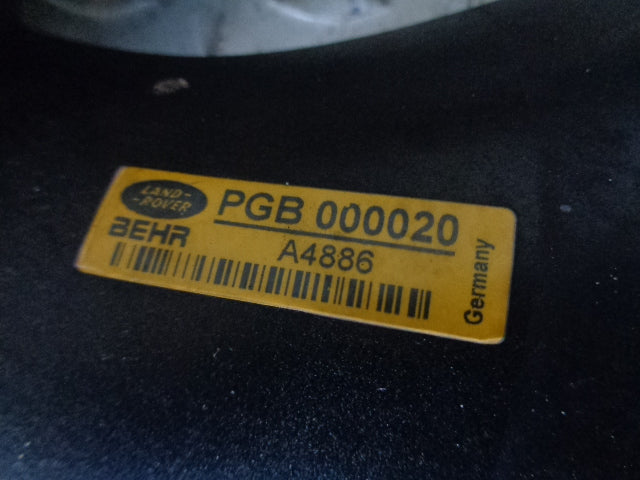 LAND-
ROVER
PGB 000020
BEHR
A4886
Germany